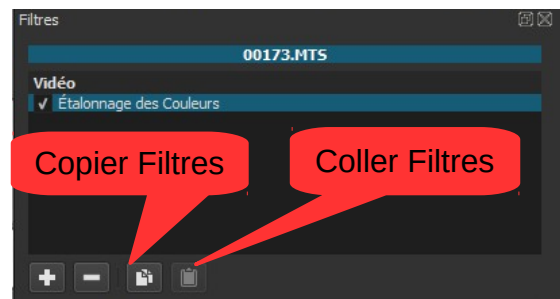 Filtres
00173.MTS
Vidéo
Étalonnage des Couleurs
Copier Filtres
Coller Filtres